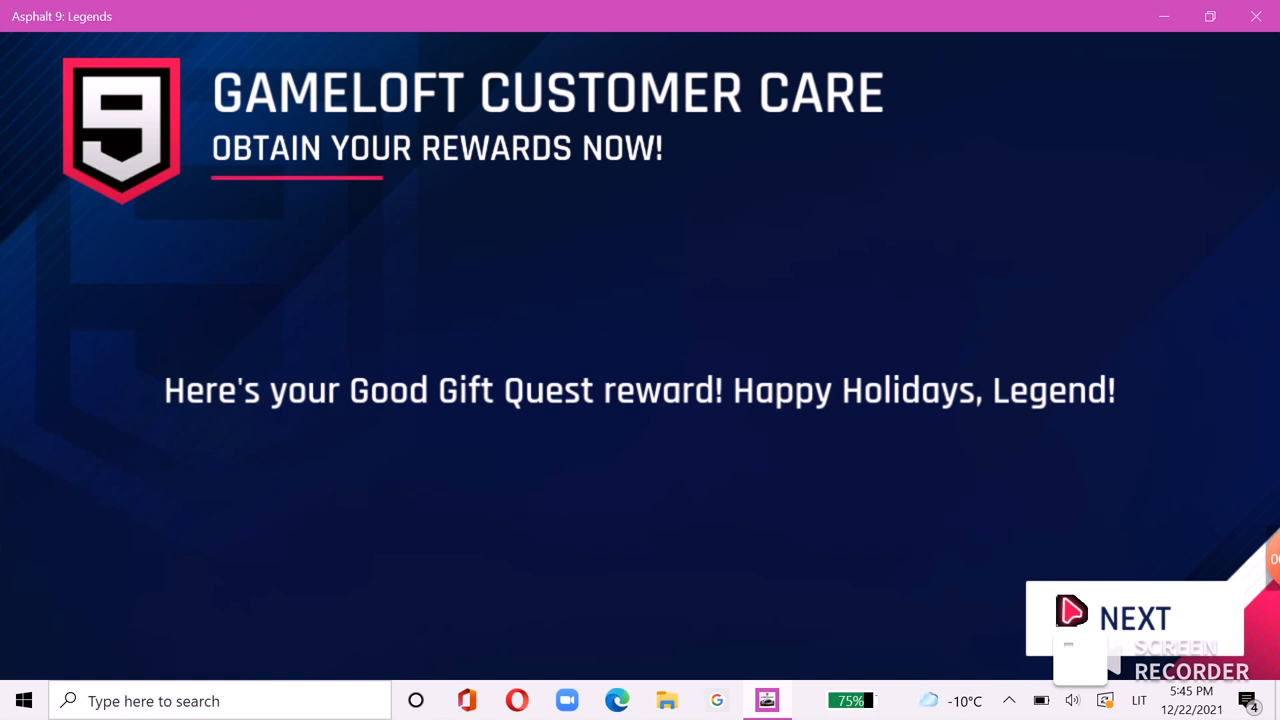 Asphalt 9: Legends
9
GAMELOFT CUSTOMER CARE
OBTAIN YOUR REWARDS NOW!
Here's your Good Gift Quest reward! Happy Holidays, Legend!
NEXT
SCREEN
RECORDER
Type here to search
75%
-10°C
LIT
5:45 PM
12/22/2021
4